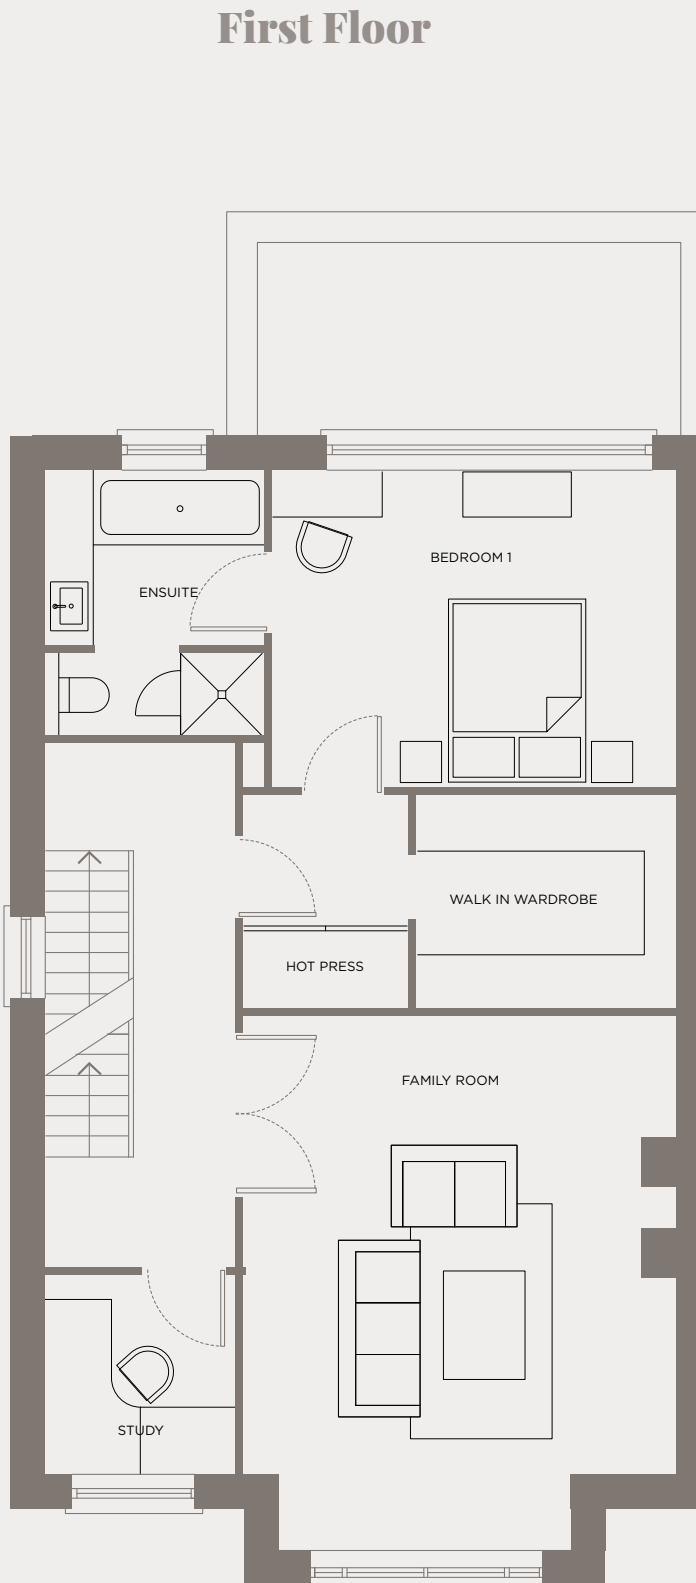 First Floor
BEDROOM 1
ENSUITE
WALK IN WARDROBE
HOT PRESS
FAMILY ROOM
STUDY